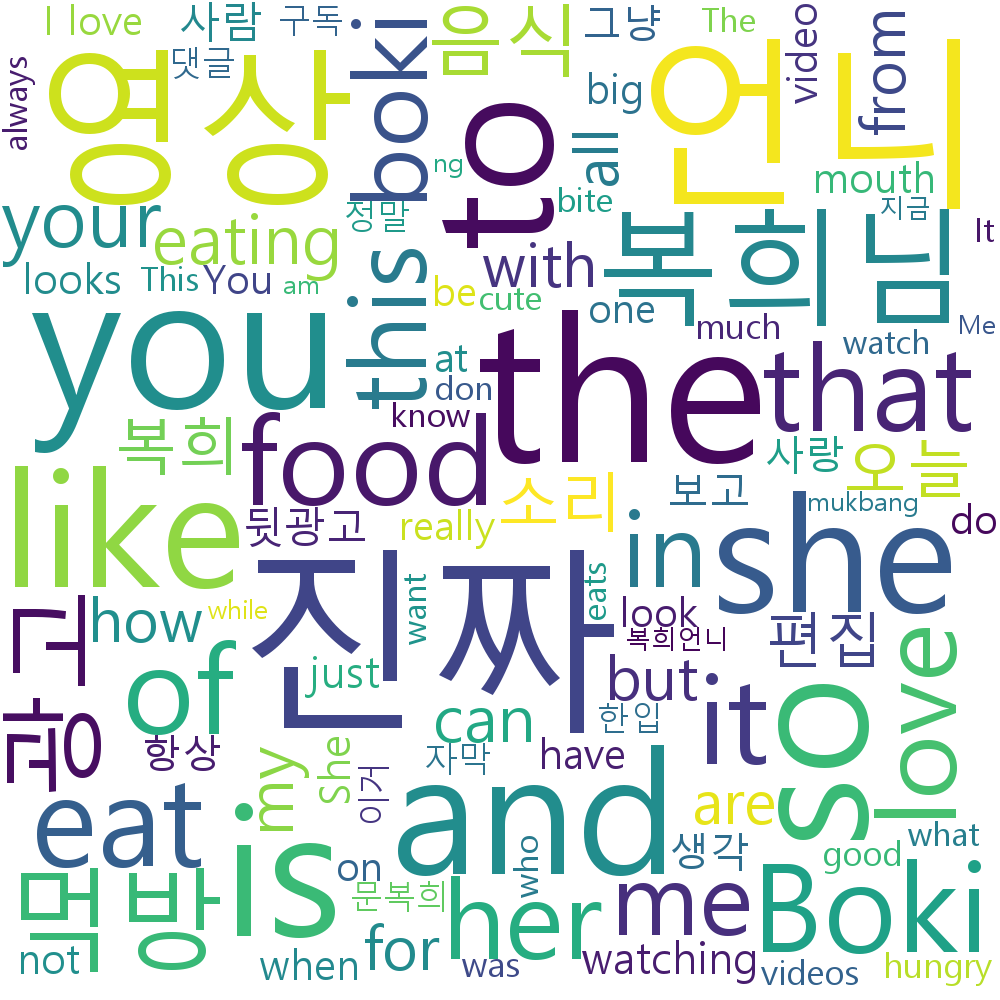 I love
사람
구독
boki
음식
그냥
The
video
from
always
영상
댓글
to
big
all
언니
ng
bite
mouth
your
eating
정말
지금
It
looks
This
You
am
this
with
복희님
be
cute
one
much
watch
Me
you
at
the
that
don
know
복희
food
사랑
오늘
like
뒷광고
really
소리
보고
mukbang
in
she
do
진짜
how
while
want
eats
look
복희언니
편집
love
of
just
can
but
it
so
한입
문
고
항상
my
She
이거
자막
have
eat
and
are
생각
what
good
먹방
is
on
문복희
who
her
me
Boki
not
when
for
was
watching
videos
hungry